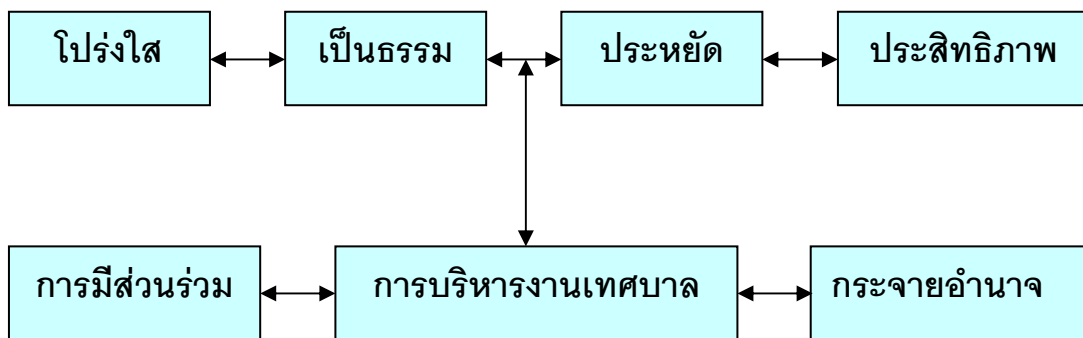 โปร่งใส เป็นธรรม ประหยัด ประสิทธิภาพ
การมีส่วนร่วม การบริหารงานเทศบาล กระจายอำนาจ